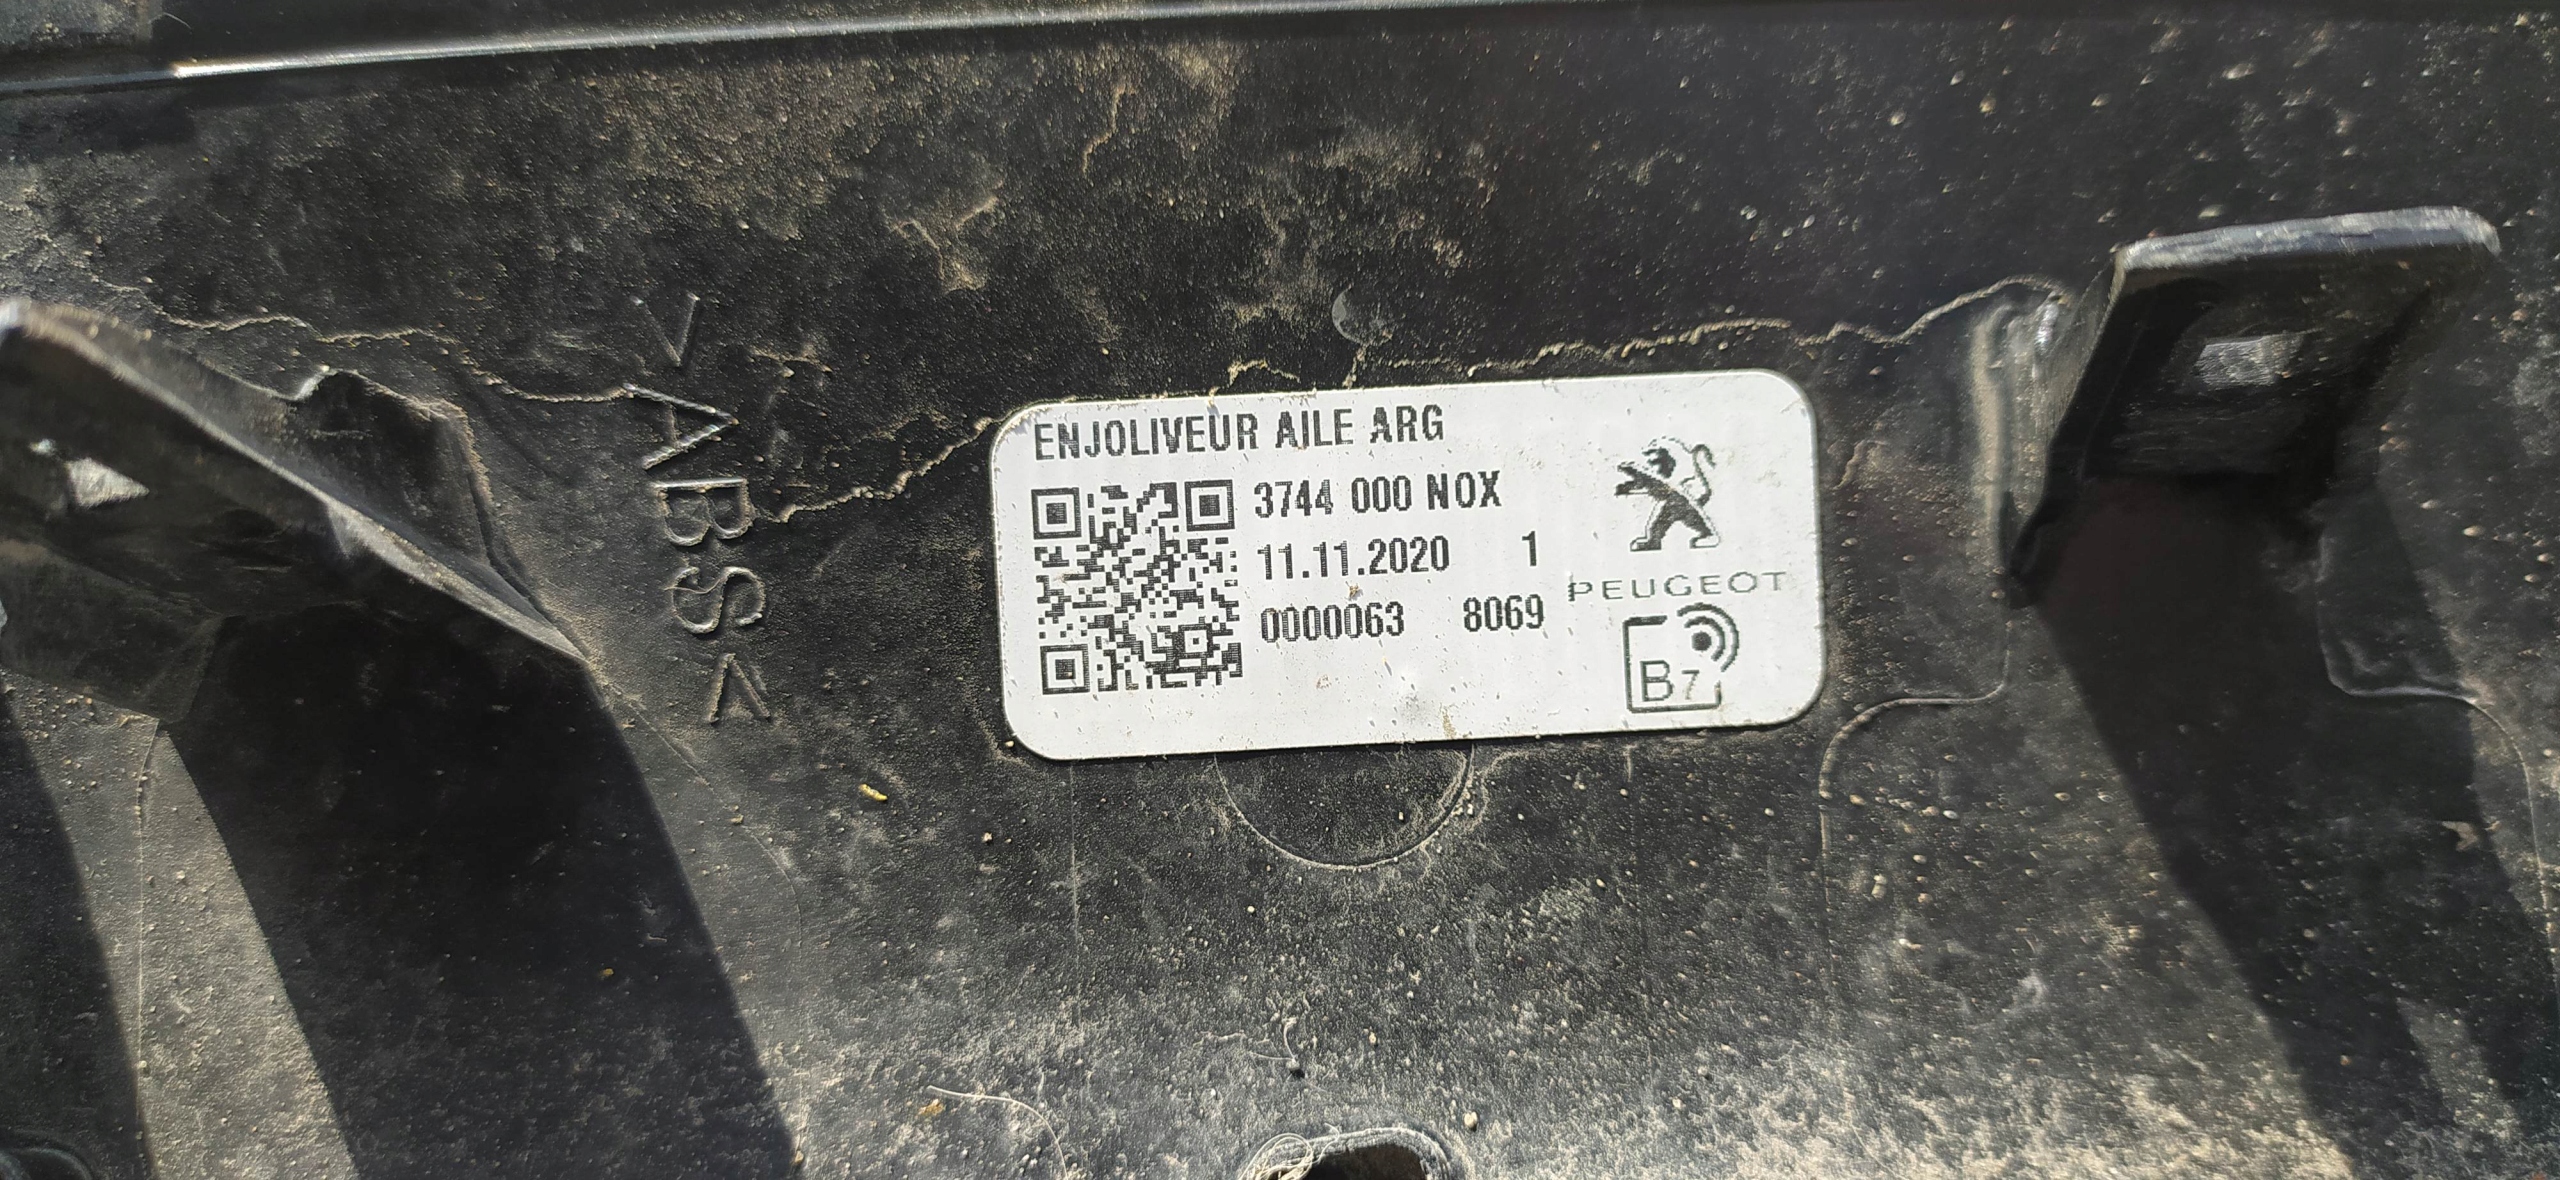 >ABS<
ENJOLIVEUR AILE ARG
3744 000 NOX
11.11.2020 1
0000063 8069
PEUGEOT
B7